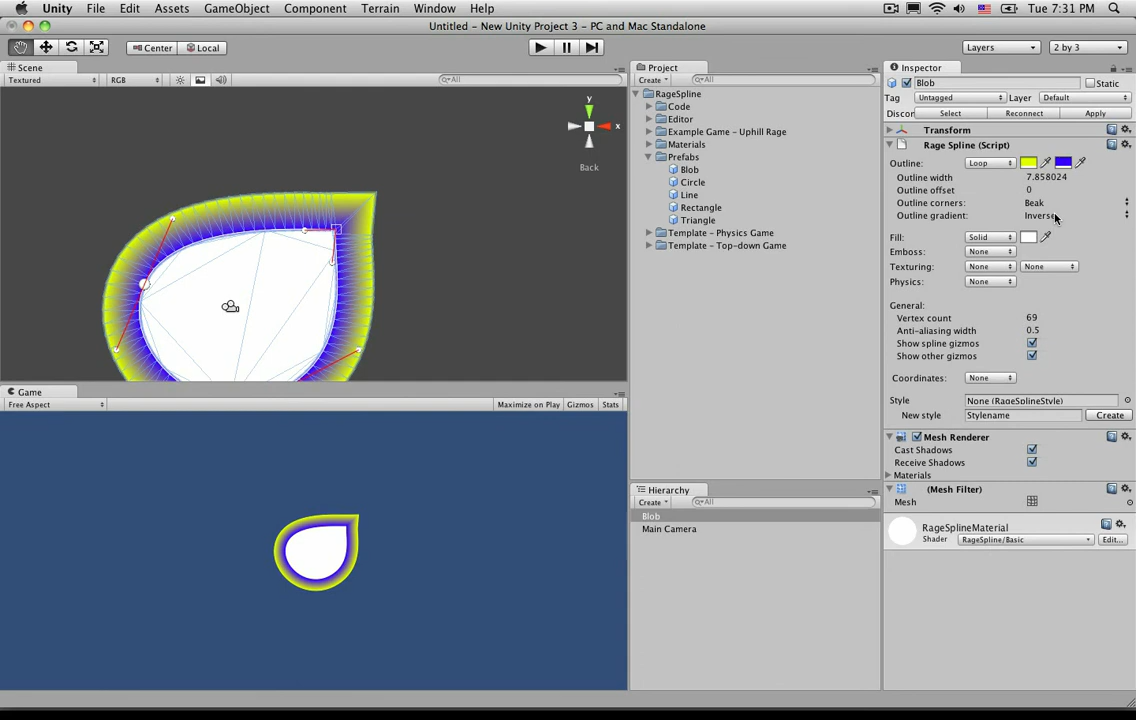 Unity File Edit Assets GameObject Component Terrain Window Help Tue 7:31 PM
Untitled - New Unity Project 3 - PC and Mac Standalone
Center Local Layers 2 by 3
Scene
Textured RGB All
y
x
Back
Game
Free Aspect Maximize on Play Gizmos Stats
Project
Create All
RageSpline
Code
Editor
Example Game - Uphill Rage
Materials
Prefabs
Blob
Circle
Line
Rectangle
Triangle
Template - Physics Game
Template - Top-down Game
Hierarchy
Create All
Blob
Main Camera
Inspector
Blob Static
Tag Untagged Layer Default
Discon Select Reconnect Apply
Transform
Rage Spline (Script)
Outline: Loop
Outline width 7.858024
Outline offset 0
Outline corners: Beak
Outline gradient: Inverse
Fill: Solid
Emboss: None
Texturing: None None
Physics: None
General:
Vertex count 69
Anti-aliasing width 0.5
Show spline gizmos
Show other gizmos
Coordinates: None
Style None (RageSplineStyle)
New style Stylename Create
Mesh Renderer
Cast Shadows
Receive Shadows
Materials
(Mesh Filter)
Mesh
RageSplineMaterial
Shader RageSpline/Basic Edit...